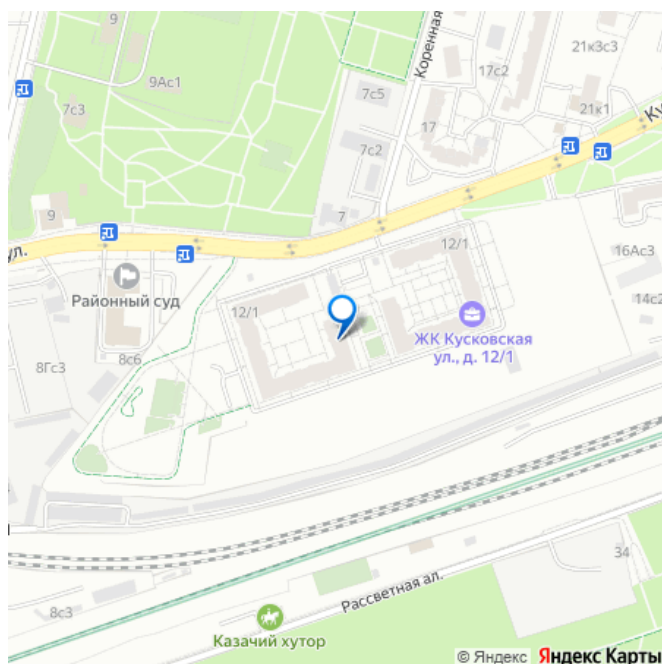 9
9Ас1
7с3
7с5
Коренная
17с2
21к3с3
21к1
17
7с2
Ку
9
7
ул.
Районный суд
12/1
12/1
16Ас3
14с2
ЖК Кусковская
ул., д. 12/1
8Гс3
8с6
34
Рассветная ал.
8с3
Казачий хутор
© Яндекс Яндекс Карты